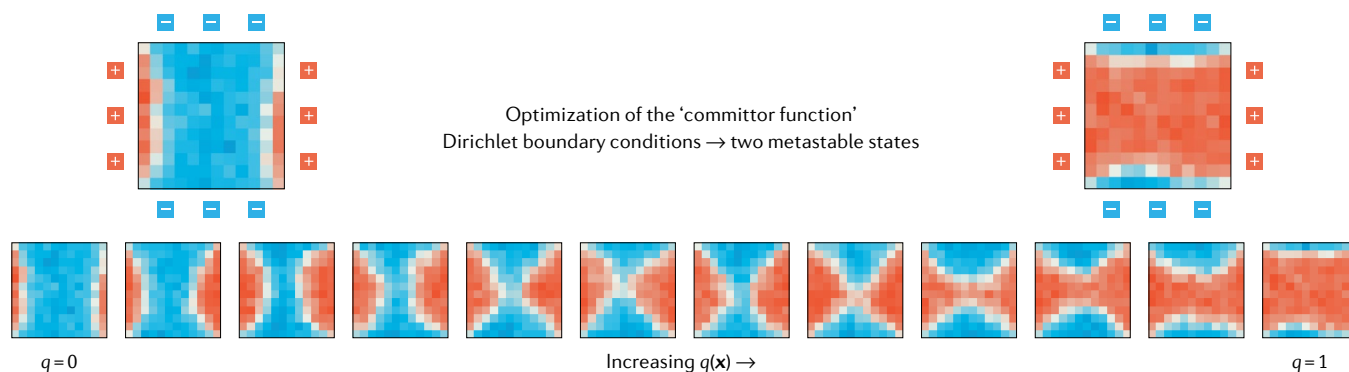 − − −
+ +
+ +
+ +
− − −
Optimization of the ‘committor function’
Dirichlet boundary conditions → two metastable states
− − −
+ +
+ +
+ +
− − −
q = 0
Increasing q(x) →
q = 1